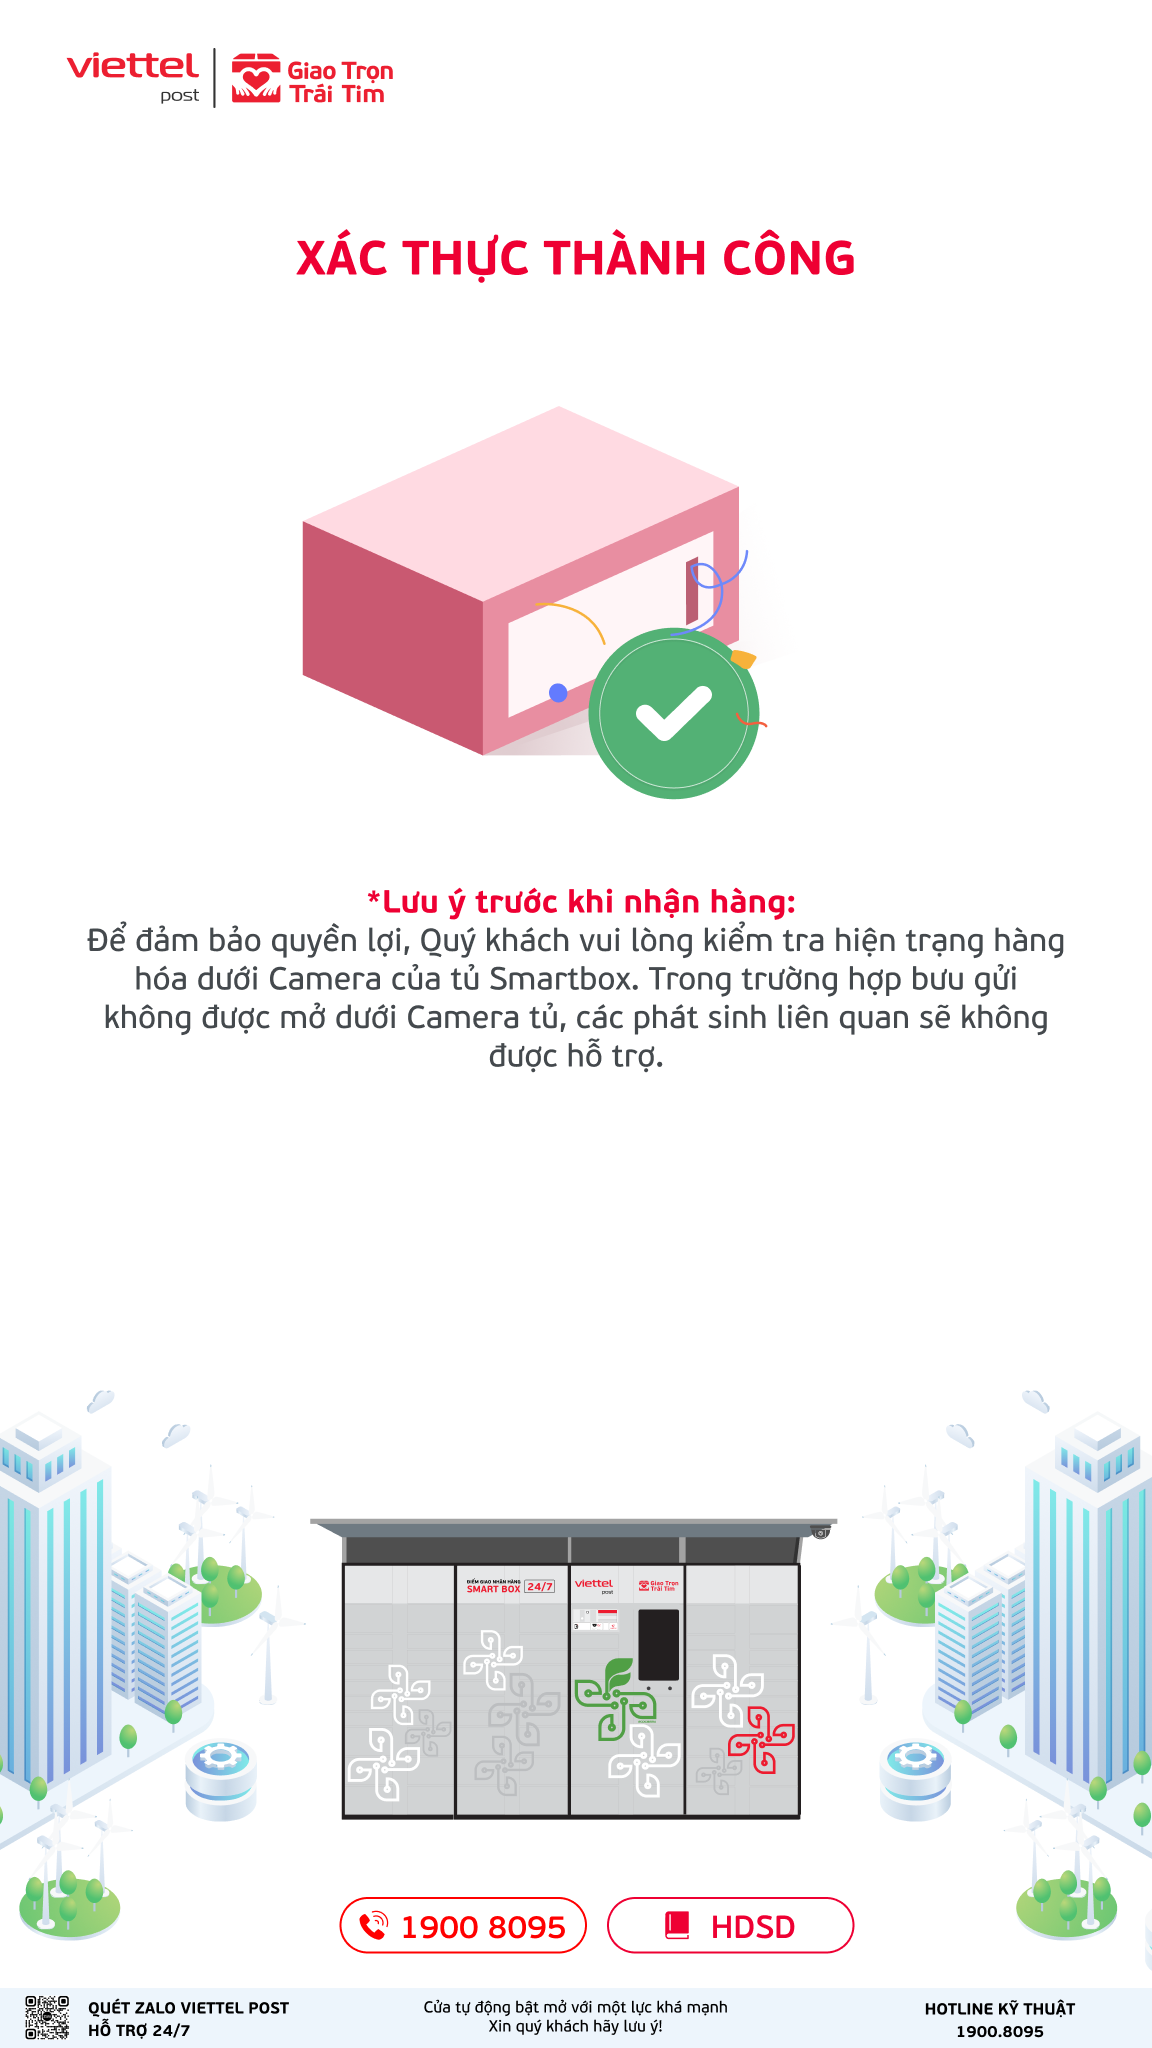 viettel
post
Giao Trọn
Trái Tim
XÁC THỰC THÀNH CÔNG
*Lưu ý trước khi nhận hàng:
Để đảm bảo quyền lợi, Quý khách vui lòng kiểm tra hiện trạng hàng
hóa dưới Camera của tủ Smartbox. Trong trường hợp bưu gửi
không được mở dưới Camera tủ, các phát sinh liên quan sẽ không
được hỗ trợ.
ĐIỂM GIAO NHẬN HÀNG
SMART BOX 24/7
viettel
post
Giao Trọn
Trái Tim
1900 8095
HDSD
QUÉT ZALO VIETTEL POST
HỖ TRỢ 24/7
Cửa tự động bật mở với một lực khá mạnh
Xin quý khách hãy lưu ý!
HOTLINE KỸ THUẬT
1900.8095